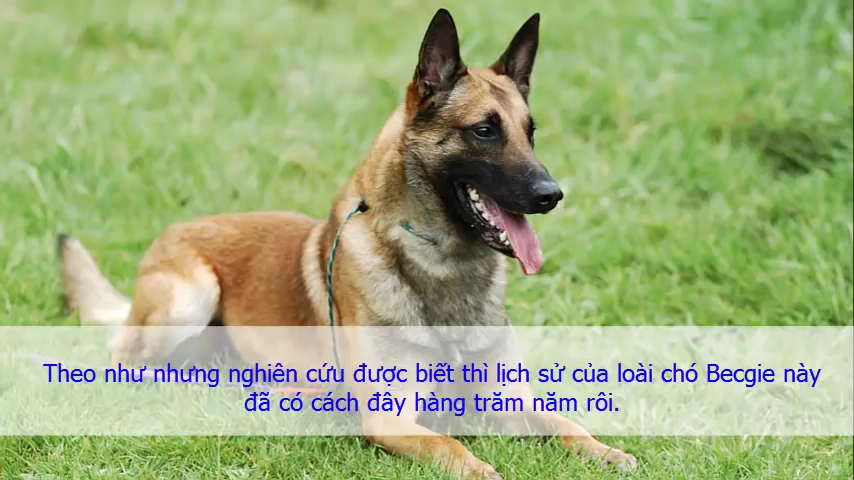 Theo như nhưng nghiên cứu được biết thì lịch sử của loài chó Becgie này
đã có cách đây hàng trăm năm rôi.